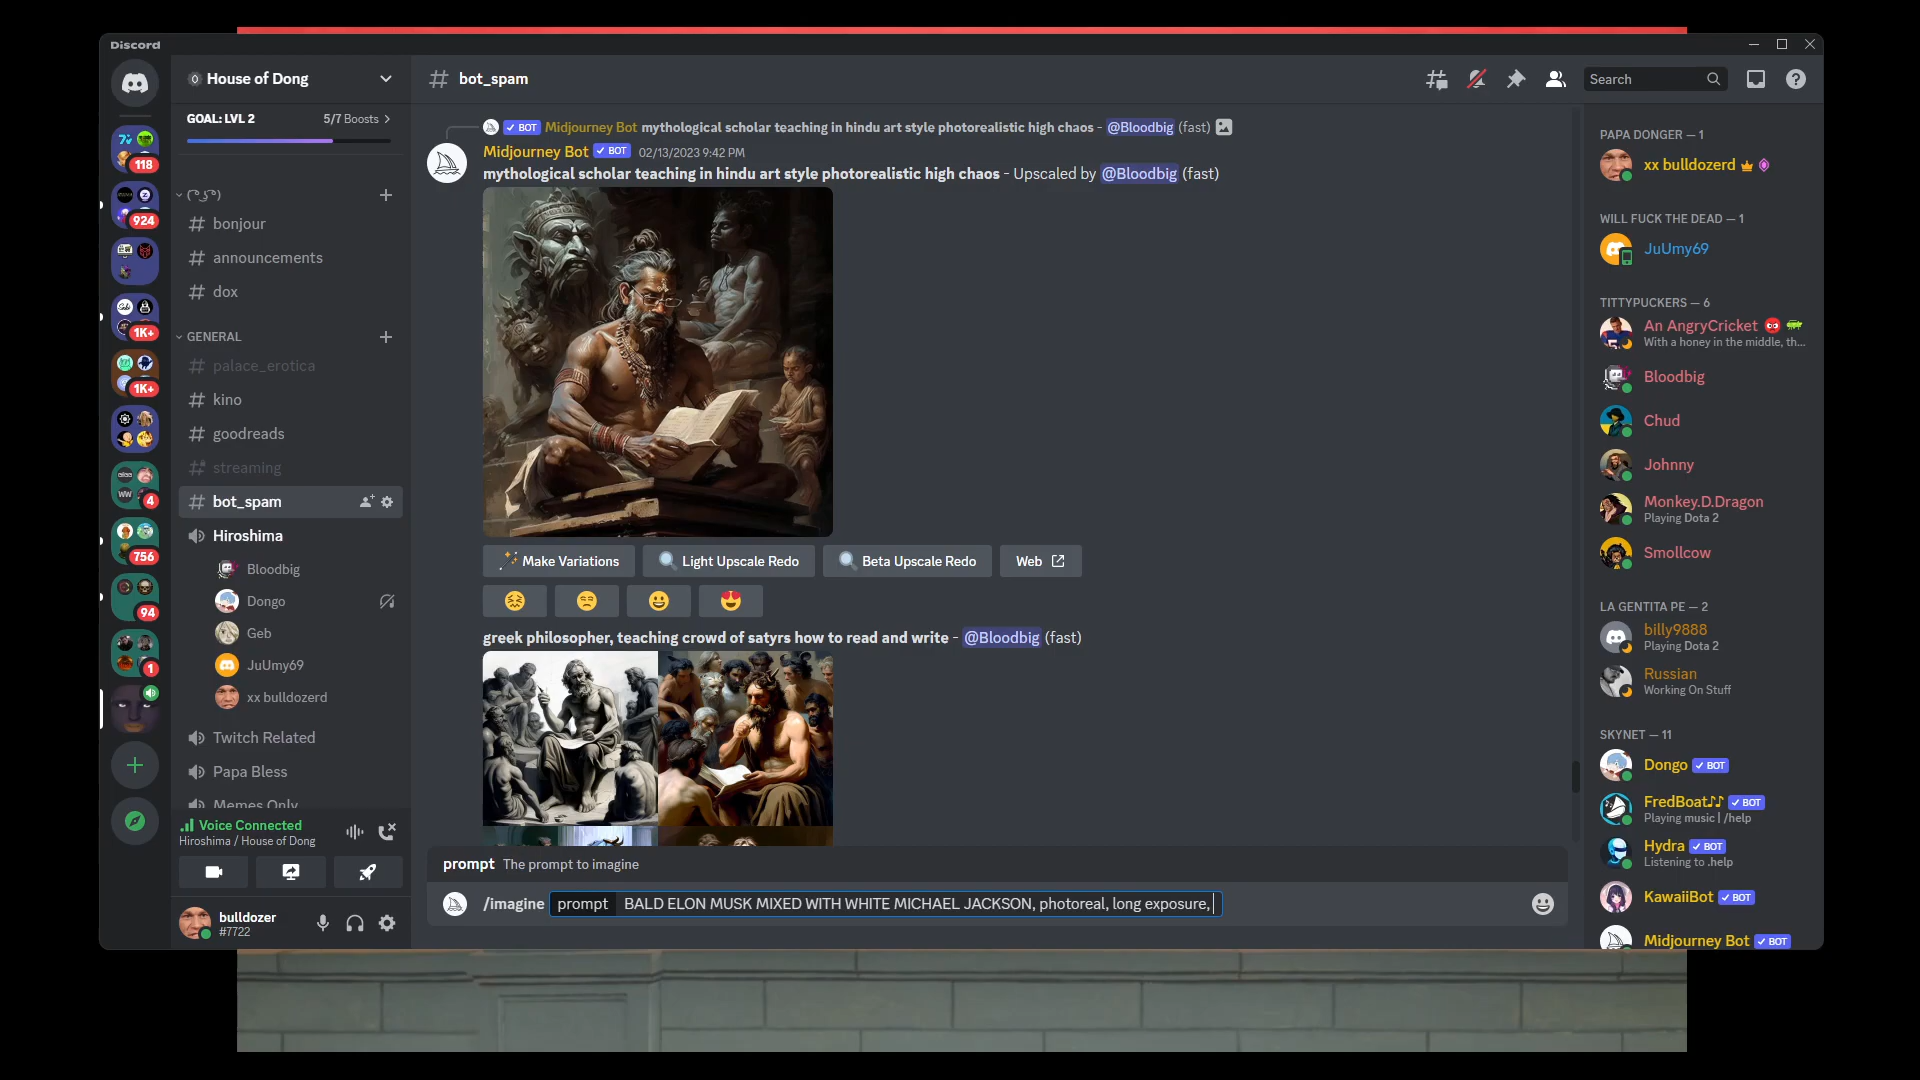 Discord
House of Dong
GOAL: LVL 2
5/7 Boosts
118
924
1K+
1K+
4
756
94
1
( ͡° ͜ʖ ͡°)
bonjour
announcements
dox
GENERAL
palace_erotica
kino
goodreads
streaming
bot_spam
Hiroshima
Bloodbig
Dongo
Geb
JuUmy69
xx bulldozerd
Twitch Related
Papa Bless
Memes Only
Voice Connected
Hiroshima / House of Dong
bulldozer
#7722
# bot_spam
Search
BOT Midjourney Bot mythological scholar teaching in hindu art style photorealistic high chaos - @Bloodbig (fast)
Midjourney Bot BOT 02/13/2023 9:42 PM
mythological scholar teaching in hindu art style photorealistic high chaos - Upscaled by @Bloodbig (fast)
Make Variations
Light Upscale Redo
Beta Upscale Redo
Web
greek philosopher, teaching crowd of satyrs how to read and write - @Bloodbig (fast)
prompt The prompt to imagine
/imagine prompt BALD ELON MUSK MIXED WITH WHITE MICHAEL JACKSON, photoreal, long exposure,
PAPA DONGER — 1
xx bulldozerd
WILL FUCK THE DEAD — 1
JuUmy69
TITTYPUCKERS — 6
An AngryCricket
With a honey in the middle, th...
Bloodbig
Chud
Johnny
Monkey.D.Dragon
Playing Dota 2
Smollcow
LA GENTITA PE — 2
billy9888
Playing Dota 2
Russian
Working On Stuff
SKYNET — 11
Dongo BOT
FredBoat♪♪ BOT
Playing music | /help
Hydra BOT
Listening to .help
KawaiiBot BOT
Midjourney Bot BOT